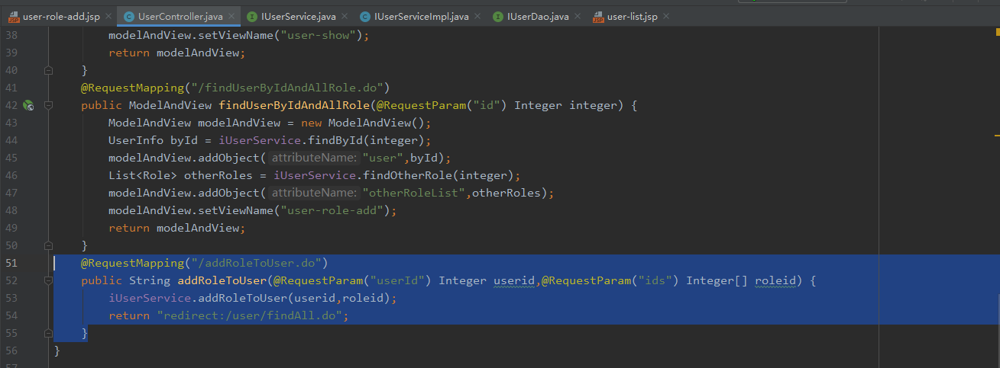 user-role-add.jsp UserController.java IUserService.java IUserServiceImpl.java IUserDao.java user-list.jsp
38 modelAndView.setViewName("user-show");
39 return modelAndView;
40 }
41 @RequestMapping("/findUserByIdAndAllRole.do")
42 public ModelAndView findUserByIdAndAllRole(@RequestParam("id") Integer integer) {
43 ModelAndView modelAndView = new ModelAndView();
44 UserInfo byId = iUserService.findById(integer);
45 modelAndView.addObject( attributeName: "user",byId);
46 List<Role> otherRoles = iUserService.findOtherRole(integer);
47 modelAndView.addObject( attributeName: "otherRoleList",otherRoles);
48 modelAndView.setViewName("user-role-add");
49 return modelAndView;
50 }
51 @RequestMapping("/addRoleToUser.do")
52 public String addRoleToUser(@RequestParam("userId") Integer userid,@RequestParam("ids") Integer[] roleid) {
53 iUserService.addRoleToUser(userid,roleid);
54 return "redirect:/user/findAll.do";
55 }
56 }
57